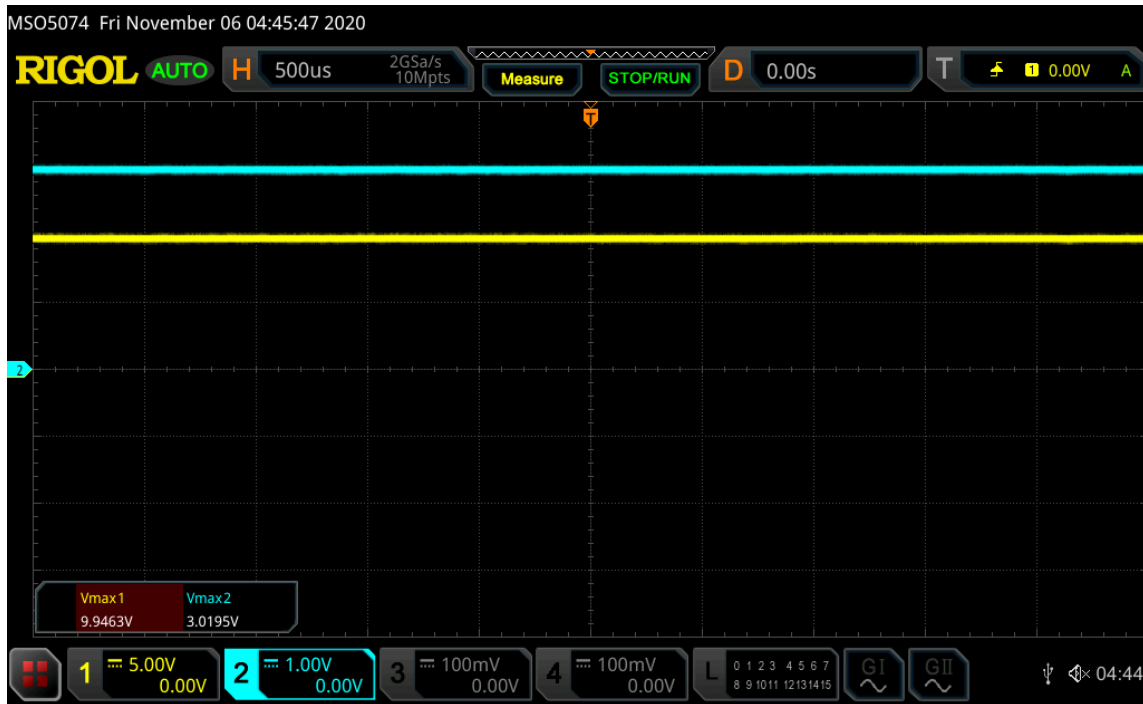 MSO5074 Fri November 06 04:45:47 2020
RIGOL AUTO H 500us 2GSa/s 10Mpts Measure STOP/RUN D 0.00s T 1 0.00V A
T
2
Vmax1 Vmax2
9.9463V 3.0195V
1 5.00V 0.00V 2 1.00V 0.00V 3 100mV 0.00V 4 100mV 0.00V L 0 1 2 3 4 5 6 7 8 9 10 11 12 13 14 15 GI GII 04:44